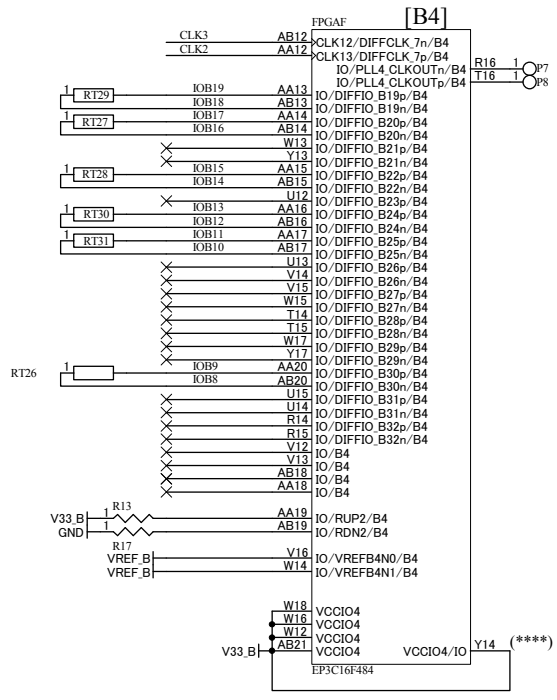 FPGAF [B4]
CLK3 AB12 CLK12/DIFFCLK_7n/B4
CLK2 AA12 CLK13/DIFFCLK_7p/B4
IO/PLL4_CLKOUTn/B4 R16 1 P7
IO/PLL4_CLKOUTp/B4 T16 1 P8
1 RT29 IOB19 AA13 IO/DIFFIO_B19p/B4
IOB18 AB13 IO/DIFFIO_B19n/B4
1 RT27 IOB17 AA14 IO/DIFFIO_B20p/B4
IOB16 AB14 IO/DIFFIO_B20n/B4
W13 IO/DIFFIO_B21p/B4
Y13 IO/DIFFIO_B21n/B4
1 RT28 IOB15 AA15 IO/DIFFIO_B22p/B4
IOB14 AB15 IO/DIFFIO_B22n/B4
U12 IO/DIFFIO_B23p/B4
1 RT30 IOB13 AA16 IO/DIFFIO_B24p/B4
IOB12 AB16 IO/DIFFIO_B24n/B4
1 RT31 IOB11 AA17 IO/DIFFIO_B25p/B4
IOB10 AB17 IO/DIFFIO_B25n/B4
U13 IO/DIFFIO_B26p/B4
V14 IO/DIFFIO_B26n/B4
V15 IO/DIFFIO_B27p/B4
W15 IO/DIFFIO_B27n/B4
T14 IO/DIFFIO_B28p/B4
T15 IO/DIFFIO_B28n/B4
W17 IO/DIFFIO_B29p/B4
Y17 IO/DIFFIO_B29n/B4
RT26 1 IOB9 AA20 IO/DIFFIO_B30p/B4
IOB8 AB20 IO/DIFFIO_B30n/B4
U15 IO/DIFFIO_B31p/B4
U14 IO/DIFFIO_B31n/B4
R14 IO/DIFFIO_B32p/B4
R15 IO/DIFFIO_B32n/B4
V12 IO/B4
V13 IO/B4
AB18 IO/B4
AA18 IO/B4
V33_B 1 R13 AA19 IO/RUP2/B4
GND 1 R17 AB19 IO/RDN2/B4
VREF_B V16 IO/VREFB4N0/B4
VREF_B W14 IO/VREFB4N1/B4
W18 VCCIO4
W16 VCCIO4
W12 VCCIO4
V33_B AB21 VCCIO4 VCCIO4/IO Y14 (****)
EP3C16F484